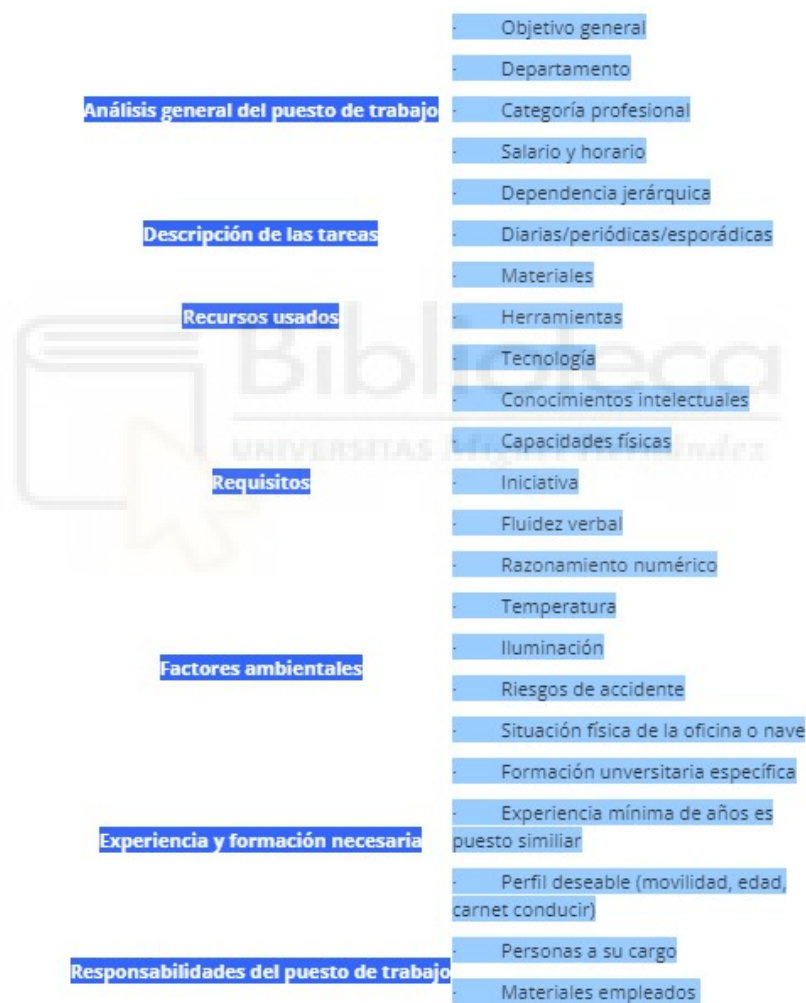 Análisis general del puesto de trabajo
· Objetivo general
· Departamento
· Categoría profesional
· Salario y horario
· Dependencia jerárquica
Descripción de las tareas
· Diarias/periódicas/esporádicas
Recursos usados
· Materiales
· Herramientas
· Tecnología
Requisitos
· Conocimientos intelectuales
· Capacidades físicas
· Iniciativa
· Fluidez verbal
· Razonamiento numérico
Factores ambientales
· Temperatura
· Iluminación
· Riesgos de accidente
· Situación física de la oficina o nave
Experiencia y formación necesaria
· Formación unversitaria específica
· Experiencia mínima de años es
puesto similiar
· Perfil deseable (movilidad, edad,
carnet conducir)
Responsabilidades del puesto de trabajo
· Personas a su cargo
· Materiales empleados
Biblioteca
UNIVERSITAS Miguel Hernández